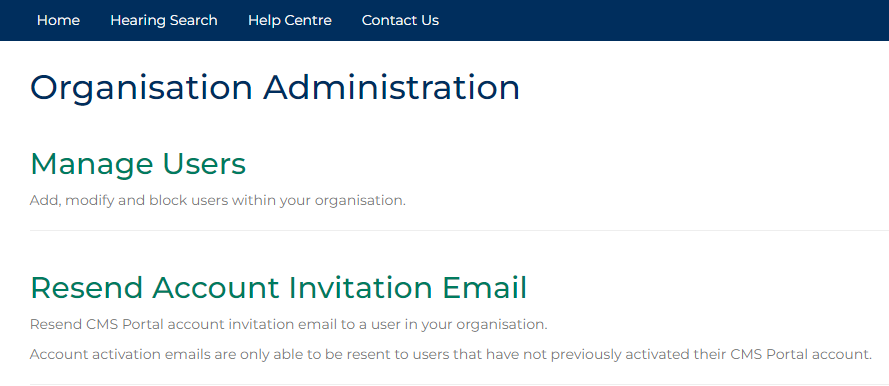 Home Hearing Search Help Centre Contact Us
Organisation Administration
Manage Users
Add, modify and block users within your organisation.
Resend Account Invitation Email
Resend CMS Portal account invitation email to a user in your organisation.
Account activation emails are only able to be resent to users that have not previously activated their CMS Portal account.